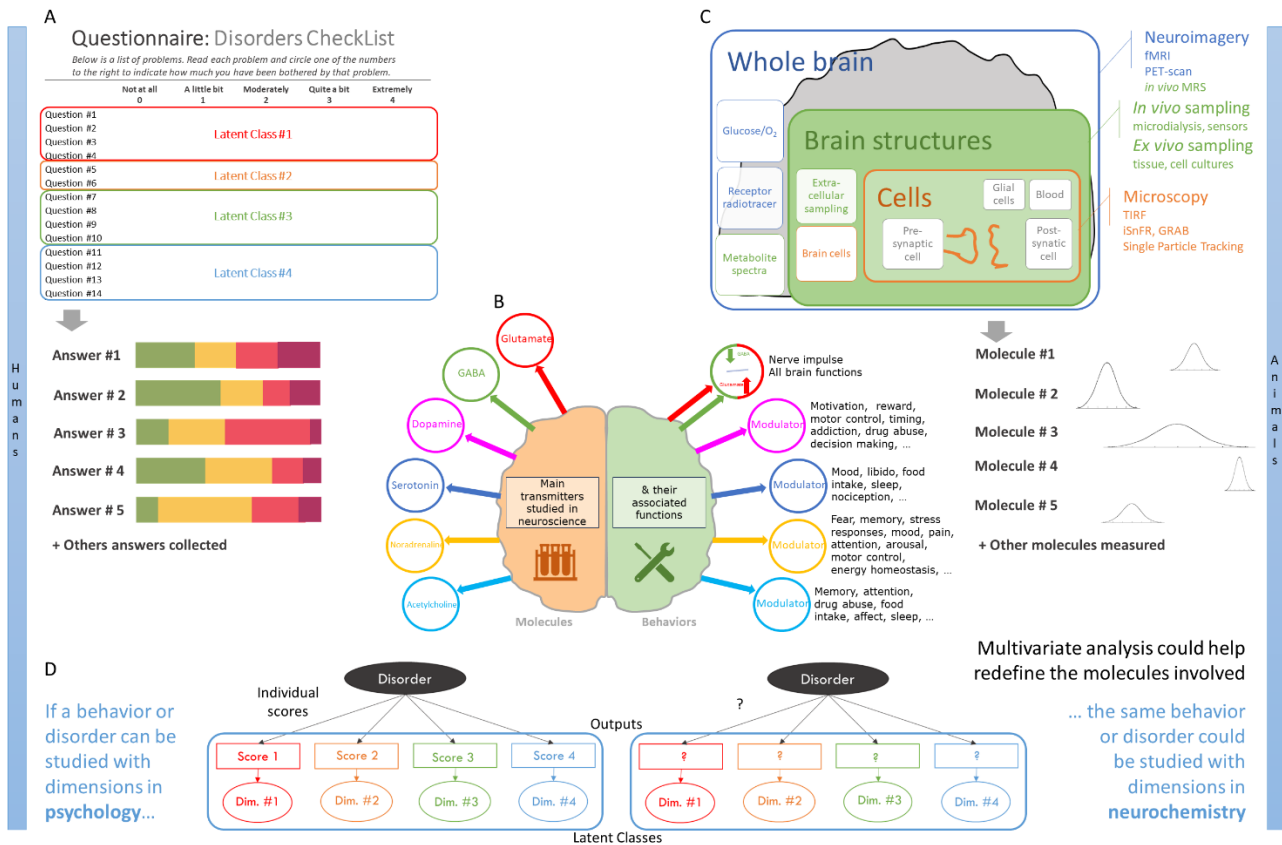 A
Questionnaire: Disorders CheckList
Below is a list of problems. Read each problem and circle one of the numbers
to the right to indicate how much you have been bothered by that problem.
Not at all A little bit Moderately Quite a bit Extremely
0 1 2 3 4
Question #1
Question #2
Question #3
Question #4
Latent Class #1
Question #5
Question #6
Latent Class #2
Question #7
Question #8
Question #9
Question #10
Latent Class #3
Question #11
Question #12
Question #13
Question #14
Latent Class #4
Humans
Answer #1
Answer # 2
Answer # 3
Answer # 4
Answer # 5
+ Others answers collected
B
Glutamate
GABA
Dopamine
Serotonin
Noradrenaline
Acetylcholine
Main
transmitters
studied in
neuroscience
Molecules
& their
associated
functions
Behaviors
GABA
Glutamate
Nerve impulse
All brain functions
Modulator
Motivation, reward,
motor control, timing,
addiction, drug abuse,
decision making, ...
Modulator
Mood, libido, food
intake, sleep,
nociception, ...
Modulator
Fear, memory, stress
responses, mood, pain,
attention, arousal,
motor control,
energy homeostasis, ...
Modulator
Memory, attention,
drug abuse, food
intake, affect, sleep, ...
C
Whole brain
Glucose/O₂
Receptor
radiotracer
Metabolite
spectra
Brain structures
Extra-
cellular
sampling
Brain cells
Cells
Glial
cells
Blood
Pre-
synaptic
cell
Post-
synatic
cell
Neuroimagery
fMRI
PET-scan
in vivo MRS
In vivo sampling
microdialysis, sensors
Ex vivo sampling
tissue, cell cultures
Microscopy
TIRF
iSnFR, GRAB
Single Particle Tracking
Animals
Molecule #1
Molecule # 2
Molecule # 3
Molecule # 4
Molecule # 5
+ Other molecules measured
Multivariate analysis could help
redefine the molecules involved
D
If a behavior or
disorder can be
studied with
dimensions in
psychology...
Disorder
Individual
scores
Outputs
Score 1 Score 2 Score 3 Score 4
Dim. #1 Dim. #2 Dim. #3 Dim. #4
Latent Classes
Disorder
?
? ? ? ?
Dim. #1 Dim. #2 Dim. #3 Dim. #4
... the same behavior
or disorder could
be studied with
dimensions in
neurochemistry